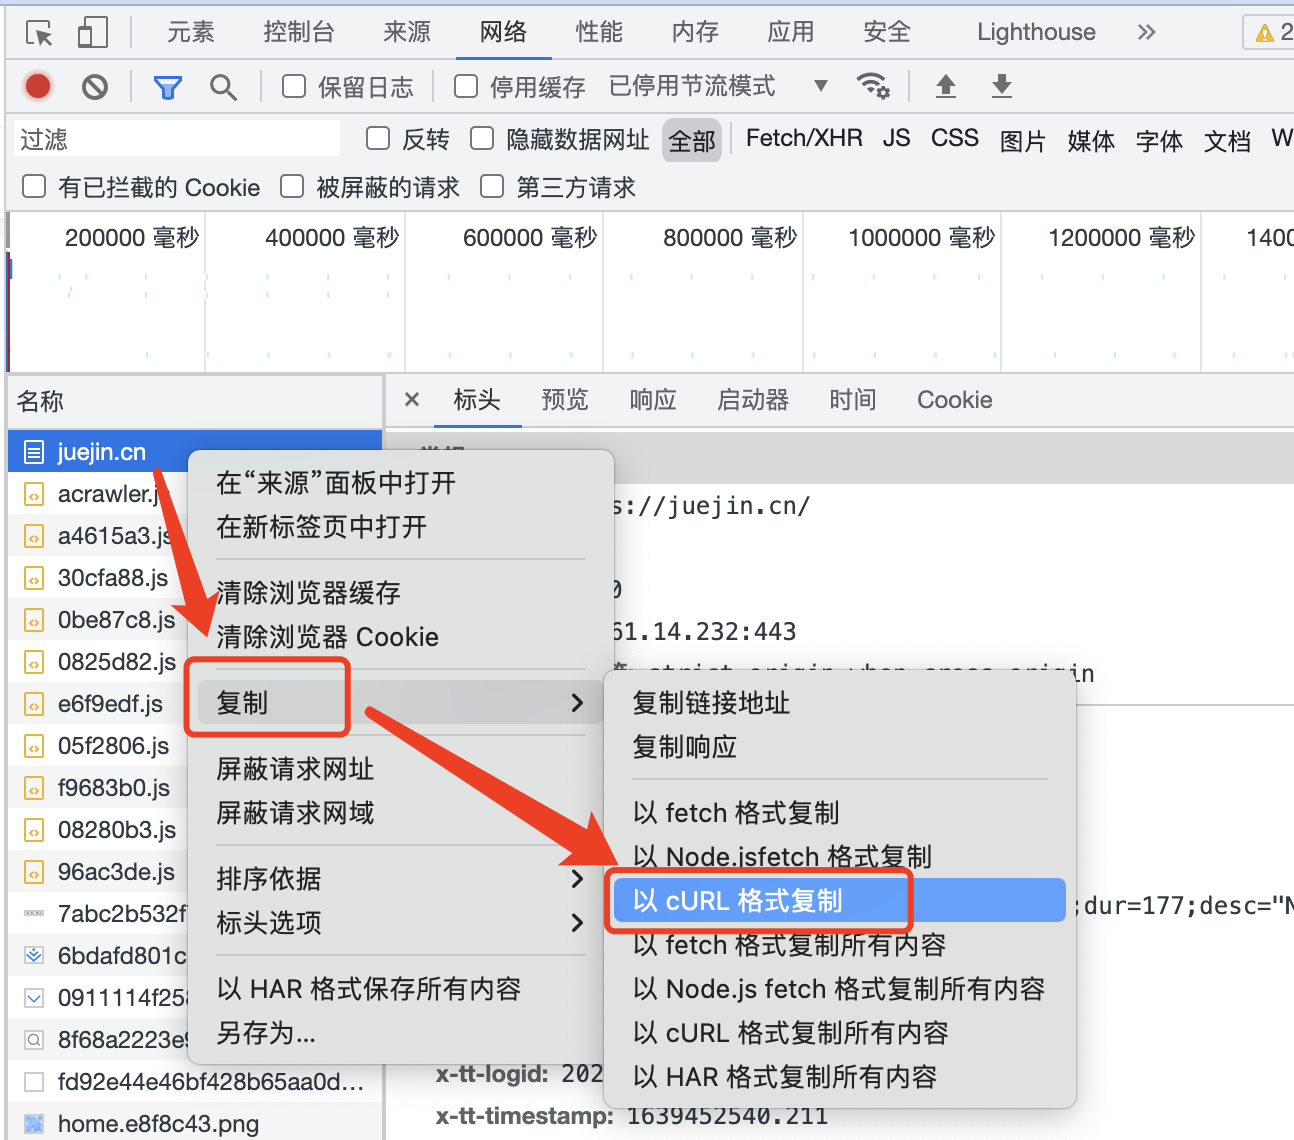 元素 控制台 来源 网络 性能 内存 应用 安全 Lighthouse 2
保留日志 停用缓存 已停用节流模式
过滤 反转 隐藏数据网址 全部 Fetch/XHR JS CSS 图片 媒体 字体 文档 W
有已拦截的 Cookie 被屏蔽的请求 第三方请求
200000 毫秒 400000 毫秒 600000 毫秒 800000 毫秒 1000000 毫秒 1200000 毫秒 1400
名称
× 标头 预览 响应 启动器 时间 Cookie
juejin.cn
acrawler.j
a4615a3.js
30cfa88.js
0be87c8.js
0825d82.js
e6f9edf.js
05f2806.js
f9683b0.js
08280b3.js
96ac3de.js
7abc2b532f
6bdafd801c
0911114f258
8f68a2223e9
fd92e44e46bf428b65aa0d...
home.e8f8c43.png
在“来源”面板中打开
在新标签页中打开
清除浏览器缓存
清除浏览器 Cookie
复制
屏蔽请求网址
屏蔽请求网域
排序依据
标头选项
以 HAR 格式保存所有内容
另存为...
s://juejin.cn/
61.14.232:443
strict-origin-when-cross-origin
复制链接地址
复制响应
以 fetch 格式复制
以 Node.jsfetch 格式复制
以 cURL 格式复制
以 fetch 格式复制所有内容
以 Node.js fetch 格式复制所有内容
以 cURL 格式复制所有内容
以 HAR 格式复制所有内容
;dur=177;desc="N
x-tt-logid: 202
x-tt-timestamp: 1639452540.211